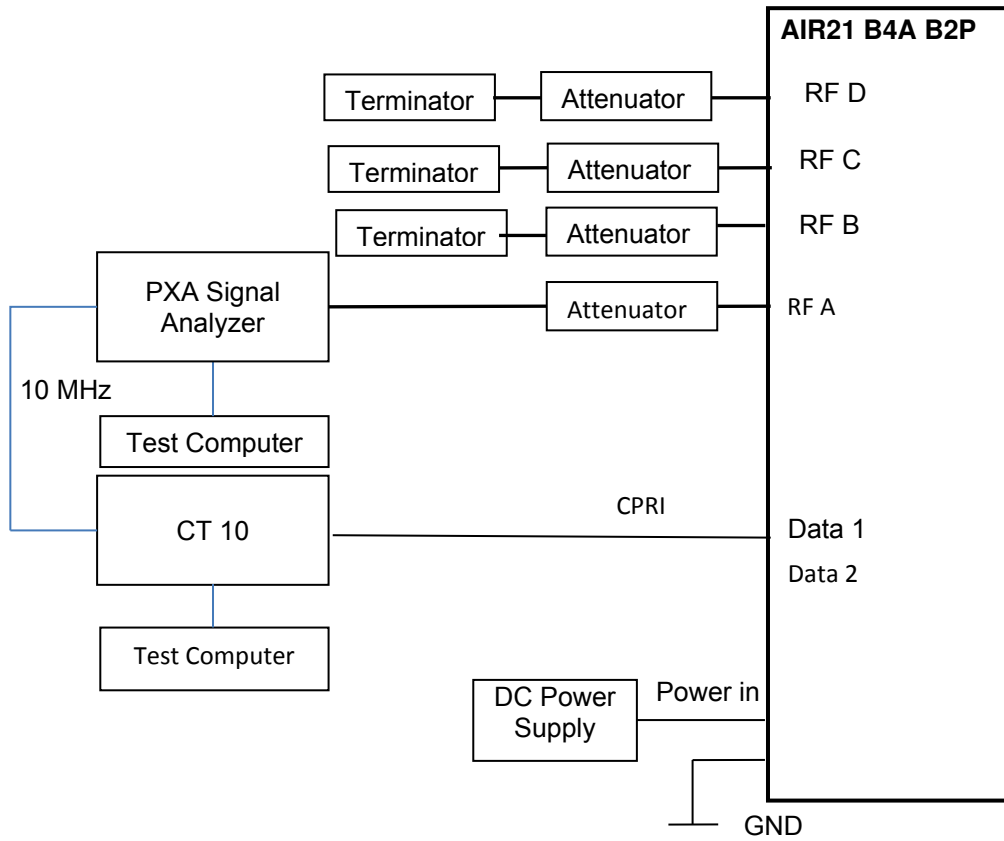 AIR21 B4A B2P
Terminator
Attenuator
RF D
Terminator
Attenuator
RF C
Terminator
Attenuator
RF B
PXA Signal
Analyzer
Attenuator
RF A
10 MHz
Test Computer
CT 10
CPRI
Data 1
Data 2
Test Computer
DC Power
Supply
Power in
GND